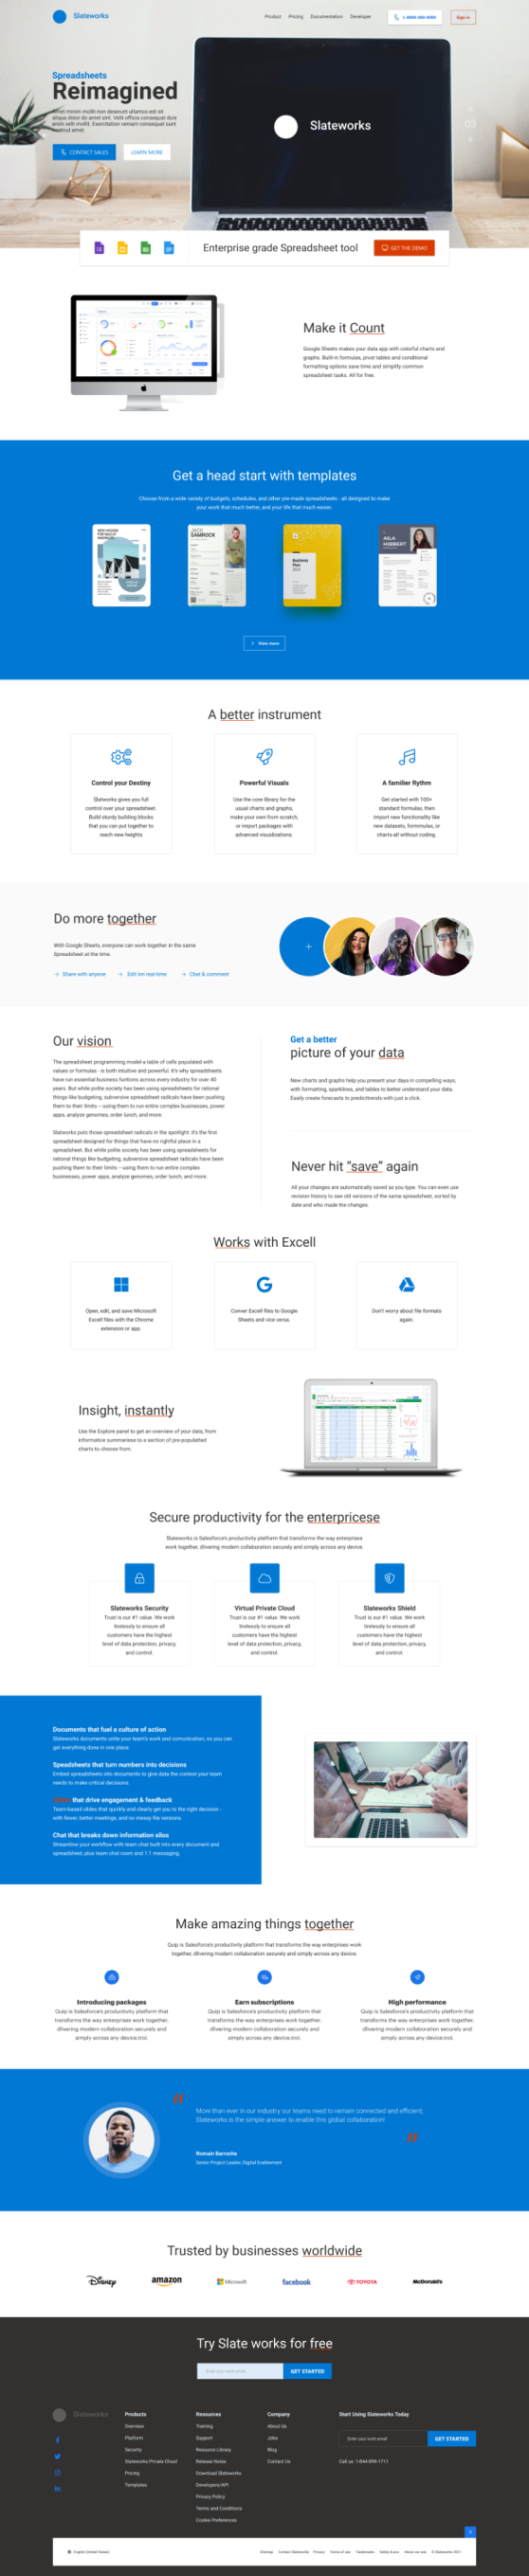 Slateworks
Product Pricing Documentation Developer
Sign in
Spreadsheets
Reimagined
amet minim mollit non deserunt ullamco est sit
aliqua dolor do amet sint. Velit officia consequat duis
enim velit mollit. Exercitation veniam consequat sunt
nostrud amet.
CONTACT SALES
LEARN MORE
Slateworks
03
Enterprise grade Spreadsheet tool
GET THE DEMO
Make it Count
Google Sheets makes your data app with colorful charts and
graphs. Built-in formulas, pivot tables and conditional
formatting options save time and simplify common
spreadsheet tasks. All for free.
Get a head start with templates
Choose from a wide variety of budgets, schedules, and other pre-made spreadsheets - all designed to make
your work that much better, and your life that much easier.
JACK
SAMROCK
Business
Plan
AILA
HIBBERT
View more
A better instrument
Control your Destiny
Slatworks gives you full
control over your spreadsheet.
Build sturdy building blocks
that you can put together to
reach new heights
Powerful Visuals
Use the core library for the
usual charts and graphs,
make your own from scratch,
or import packages with
advanced visualizations.
A familier Rythm
Get started with 100+
standard formulas, then
import new functionality like
new datasets, formmulas, or
charts-all without coding.
Do more together
With Google Sheets, everyone can work together in the same
Spreadsheet at the time.
Share with anyone
Edit inn real-time
Chat & comment
Our vision
The spreadsheet programming model-a table of cells populated with
values or formulas - is both intuitive and powerful. It's why spreadsheets
have run essential business funtions across every industry for over 40
years. But while polite society has been using spreadsheets for rational
things like budgeting, subversive spreadsheet radicals have been pushing
them to their limits -- using them to run entire complex businesses, power
apps, analyze genomes, order lunch, and more.
Slatworks puts those spreadsheet radicals in the spotlight. it's the first
spreadsheet designed for things that have no rightful place in a
spreadsheet. But while polite society has been using spreadsheets for
rational things like budgeting, subversive spreadsheet radicals have been
pushing them to their limits -- using them to run entire complex
businesses, power apps, analyze genomes, order lunch, and more.
Get a better
picture of your data
New charts and graphs help you present your daya in compelling ways,
with formatting, sparklines, and tables to better understand your data.
Easily create forecasts to predicttrends with just a click.
Never hit “save” again
All your changes are automatically saved as you type. You can even use
revision history to see old versions of the same spreadsheet, sorted by
date and who made the changes.
Works with Excell
Open, edit, and save Microsoft
Excell files with the Chrome
extension or app.
Conver Excell files to Google
Sheets and vice versa.
Don't worry about file formats
again.
Insight, instantly
Use the Explore panel to get an overview of your data, from
informatice summariese to a section of pre-populated
charts to choose from.
Secure productivity for the enterpricese
Slateworks is Salesforce's productivity platform that transforms the way enterprises
work together, dlivering modern collaboration securely and simply across any device.
Slateworks Security
Trust is our #1 value. We work
tirelessly to ensure all
customers have the highest
level of data protection, privacy,
and control.
Virtual Private Cloud
Trust is our #1 value. We work
tirelessly to ensure all
customers have the highest
level of data protection, privacy,
and control.
Slateworks Shield
Trust is our #1 value. We work
tirelessly to ensure all
customers have the highest
level of data protection, privacy,
and control.
Documents that fuel a culture of action
Slateworks documents unite your team's work and comunication, so you can
get everything done in one place.
Speadsheets that turn numbers into decisions
Embed spreadsheets into documents to give data the context your team
needs to make critical decisions.
that drive engagement & feedback
Team-based slides that quickly and clearly get you to the right decision -
with fewer, better meetings, and no messy file versions.
Chat that breaks down information silos
Streamline your workflow with team chat built into every document and
spreadsheet, plus team chat room and 1:1 messaging.
Make amazing things together
Quip is Salesforce's productivity platform that transforms the way enterprises work
together, dlivering modern collaboration securely and simply across any device.
Introducing packages
Quip is Salesforce's productivity platform that
transforms the way enterprises work together,
dlivering modern collaboration securely and
simply across any device.trol.
Earn subscriptions
Quip is Salesforce's productivity platform that
transforms the way enterprises work together,
dlivering modern collaboration securely and
simply across any device.trol.
High performance
Quip is Salesforce's productivity platform that
transforms the way enterprises work together,
dlivering modern collaboration securely and
simply across any device.trol.
More than ever in our industry our teams need to remain connected and efficient;
Slateworks is the simple answer to enable this global collaboration!
Romain Barroche
Senior Project Leader, Digital Enablement
Trusted by businesses worldwide
Disney
amazon
Microsoft
facebook
TOYOTA
McDonald's
Try Slate works for free
Enter your work email
GET STARTED
Slateworks
Products
Overview
Platform
Security
Slateworks Private Cloud
Pricing
Templates
Resources
Training
Support
Resource Library
Release Notes
Download Slateworks
Developers/API
Privacy Policy
Terms and Conditions
Cookie Preferences
Company
About Us
Jobs
Blog
Contact Us
Start Using Slateworks Today
Enter your work email
GET STARTED
Call us: 1-844-899-1711
English (United States)
Sitemap Contact Slateworks Privacy Terms of use Trademarks Safety & eco About our ads © Slateworks 2021